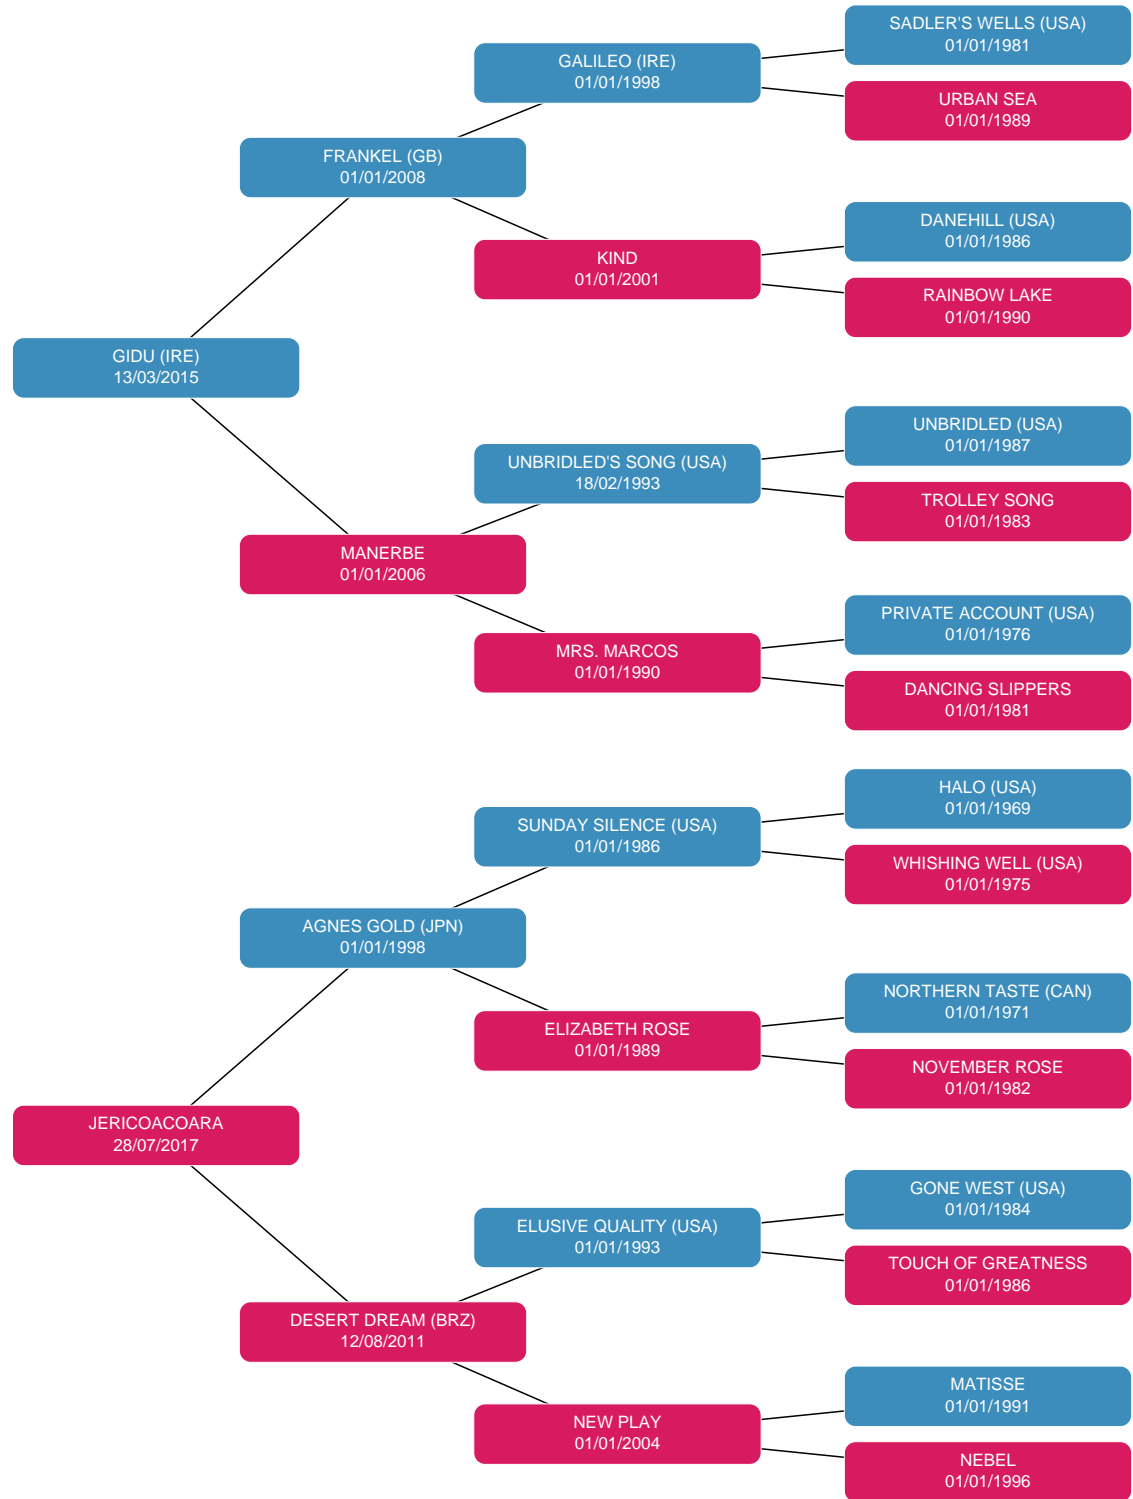 SADLER'S WELLS (USA)
01/01/1981
GALILEO (IRE)
01/01/1998
URBAN SEA
01/01/1989
FRANKEL (GB)
01/01/2008
DANEHILL (USA)
01/01/1986
KIND
01/01/2001
RAINBOW LAKE
01/01/1990
GIDU (IRE)
13/03/2015
UNBRIDLED (USA)
01/01/1987
UNBRIDLED'S SONG (USA)
18/02/1993
TROLLEY SONG
01/01/1983
MANERBE
01/01/2006
PRIVATE ACCOUNT (USA)
01/01/1976
MRS. MARCOS
01/01/1990
DANCING SLIPPERS
01/01/1981
HALO (USA)
01/01/1969
SUNDAY SILENCE (USA)
01/01/1986
WHISHING WELL (USA)
01/01/1975
AGNES GOLD (JPN)
01/01/1998
NORTHERN TASTE (CAN)
01/01/1971
ELIZABETH ROSE
01/01/1989
NOVEMBER ROSE
01/01/1982
JERICOACOARA
28/07/2017
GONE WEST (USA)
01/01/1984
ELUSIVE QUALITY (USA)
01/01/1993
TOUCH OF GREATNESS
01/01/1986
DESERT DREAM (BRZ)
12/08/2011
MATISSE
01/01/1991
NEW PLAY
01/01/2004
NEBEL
01/01/1996